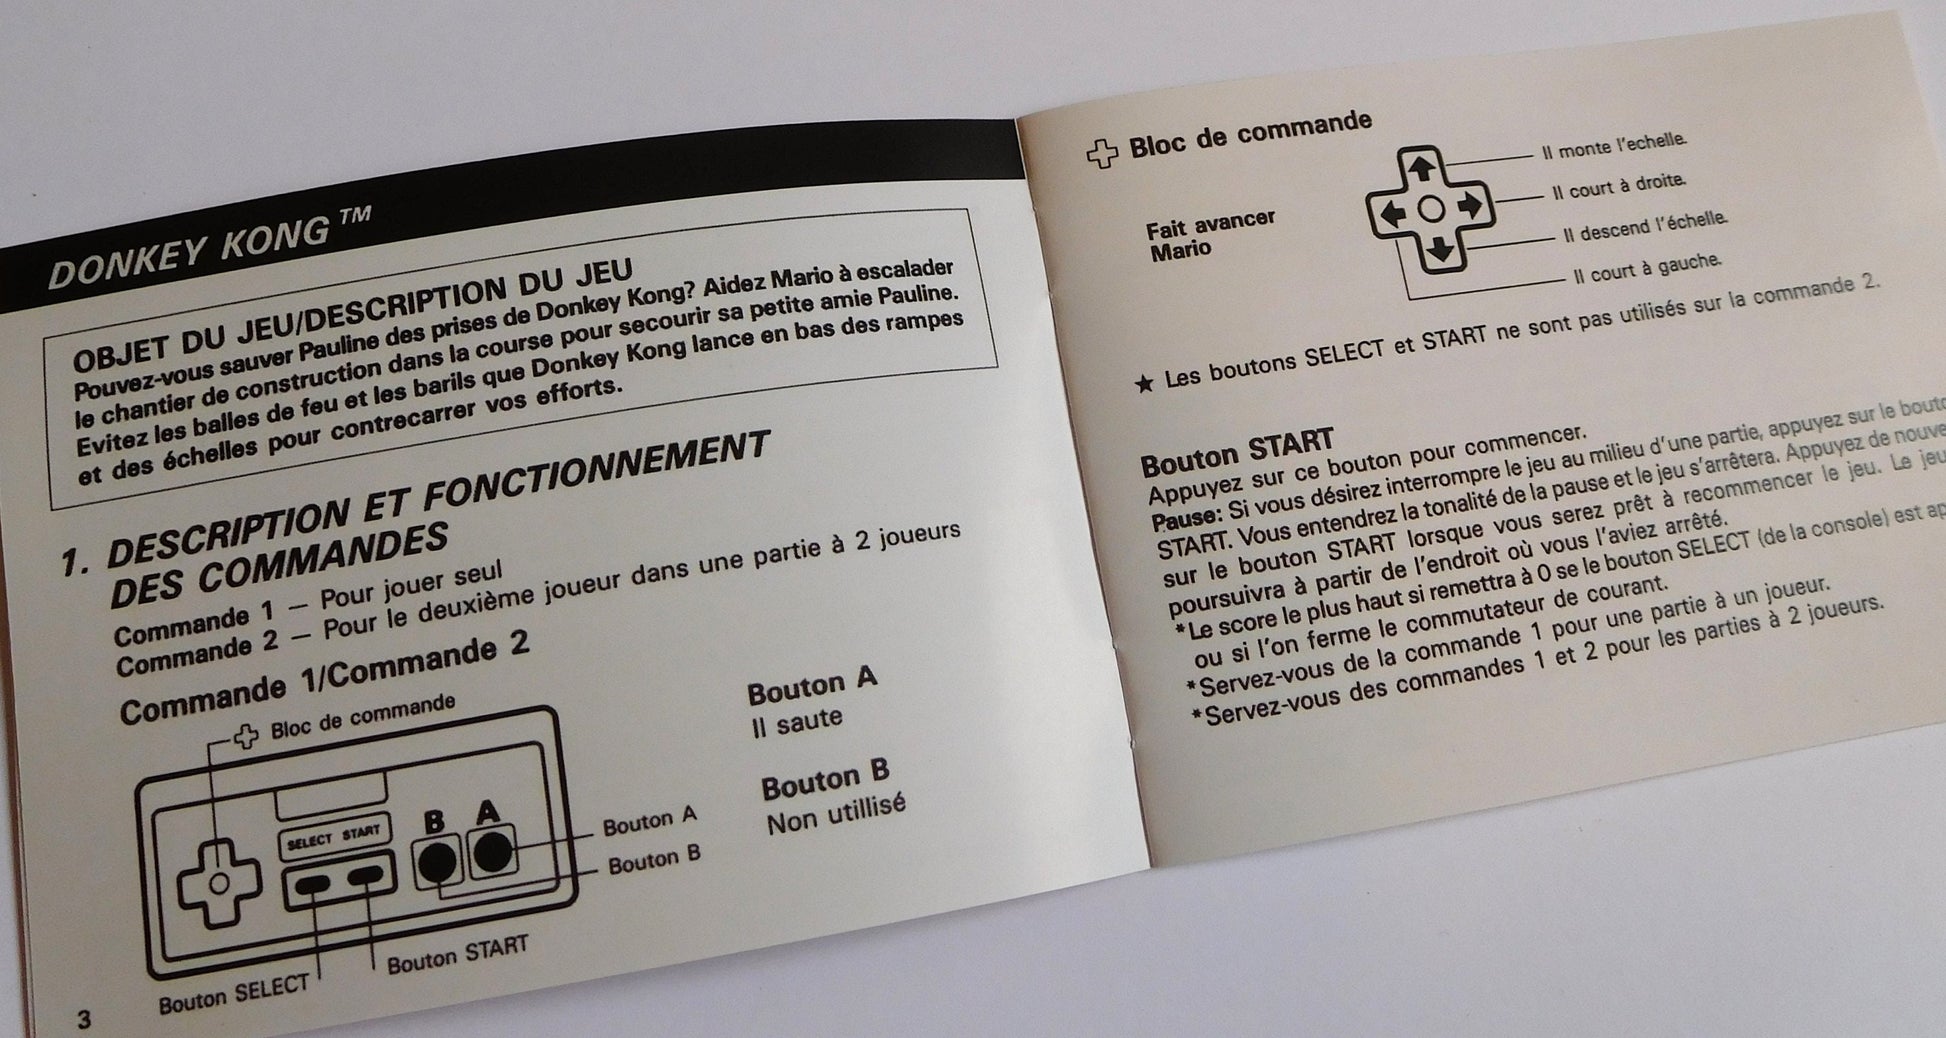 DONKEY KONG™
OBJET DU JEU/DESCRIPTION DU JEU
Pouvez-vous sauver Pauline des prises de Donkey Kong? Aidez Mario à escalader
le chantier de construction dans la course pour secourir sa petite amie Pauline.
Evitez les balles de feu et les barils que Donkey Kong lance en bas des rampes
et des échelles pour contrecarrer vos efforts.
1. DESCRIPTION ET FONCTIONNEMENT
DES COMMANDES
Commande 1 — Pour jouer seul
Commande 2 — Pour le deuxième joueur dans une partie à 2 joueurs
Commande 1/Commande 2
Bloc de commande
SELECT START
B A
Bouton A
Bouton B
Bouton SELECT
Bouton START
Bouton A
Il saute
Bouton B
Non utillisé
3
Bloc de commande
Fait avancer
Mario
Il monte l'echelle.
Il court à droite.
Il descend l'échelle.
Il court à gauche.
★ Les boutons SELECT et START ne sont pas utilisés sur la commande 2.
Bouton START
Appuyez sur ce bouton pour commencer.
Pause: Si vous désirez interrompre le jeu au milieu d'une partie, appuyez sur le
START. Vous entendrez la tonalité de la pause et le jeu s'arrêtera. Appuyez de
sur le bouton START lorsque vous serez prêt à recommencer le jeu. Le jeu
poursuivra à partir de l'endroit où vous l'aviez arrêté.
*Le score le plus haut si remettra à 0 se le bouton SELECT (de la console) est
ou si l'on ferme le commutateur de courant.
*Servez-vous de la commande 1 pour une partie à un joueur.
*Servez-vous des commandes 1 et 2 pour les parties à 2 joueurs.